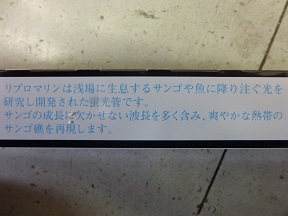 リプロマリンは浅場に生息するサンゴや魚に降り注ぐ光を
研究し開発された蛍光管です。
サンゴの成長に欠かせない波長を多く含み、爽やかな熱帯の
サンゴ礁を再現します。